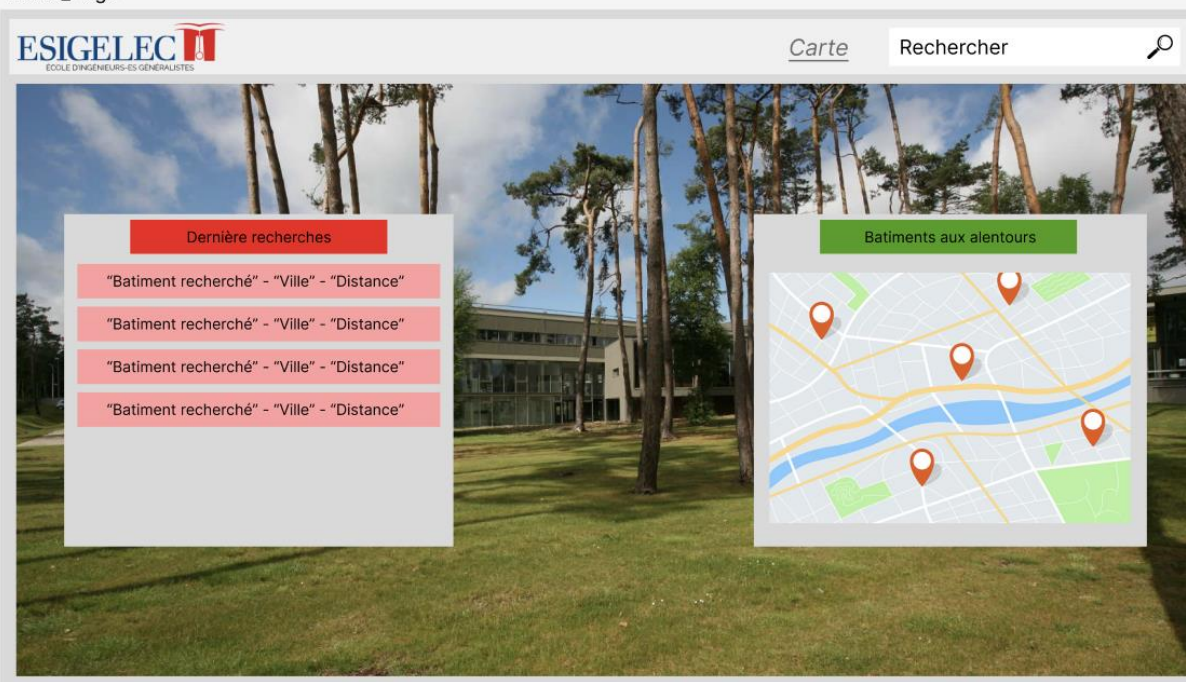 ESIGELEC
ÉCOLE D'INGÉNIEURS·ES GÉNÉRALISTES
Carte
Rechercher
Dernière recherches
“Batiment recherché” - “Ville” - “Distance”
“Batiment recherché” - “Ville” - “Distance”
“Batiment recherché” - “Ville” - “Distance”
“Batiment recherché” - “Ville” - “Distance”
Batiments aux alentours